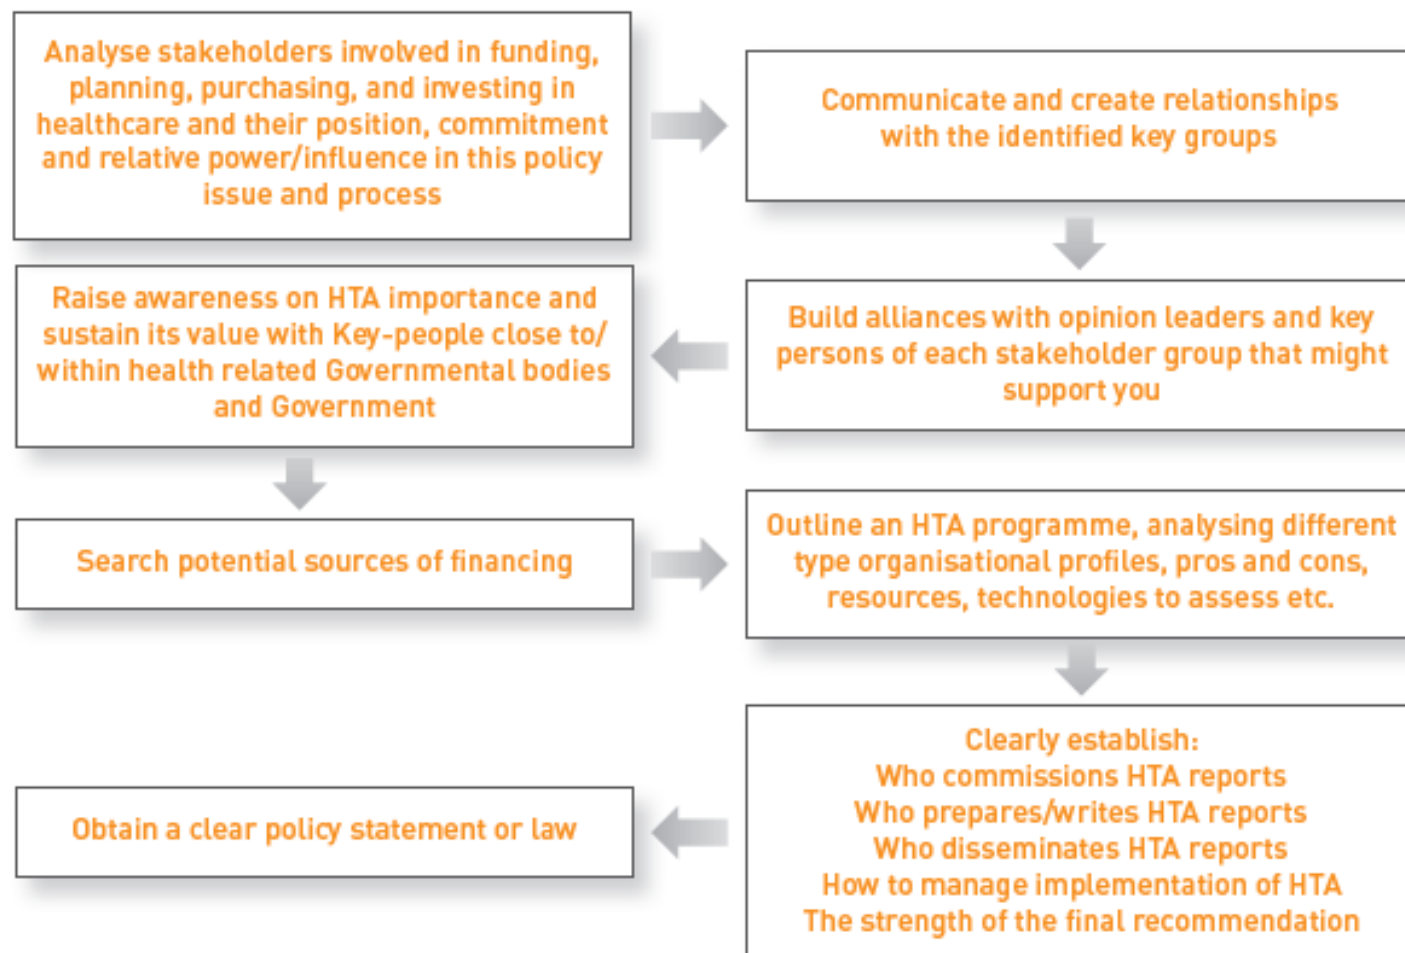 Analyse stakeholders involved in funding,
planning, purchasing, and investing in
healthcare and their position, commitment
and relative power/influence in this policy
issue and process
Communicate and create relationships
with the identified key groups
Build alliances with opinion leaders and key
persons of each stakeholder group that might
support you
Raise awareness on HTA importance and
sustain its value with Key-people close to/
within health related Governmental bodies
and Government
Search potential sources of financing
Outline an HTA programme, analysing different
type organisational profiles, pros and cons,
resources, technologies to assess etc.
Clearly establish:
Who commissions HTA reports
Who prepares/writes HTA reports
Who disseminates HTA reports
How to manage implementation of HTA
The strength of the final recommendation
Obtain a clear policy statement or law